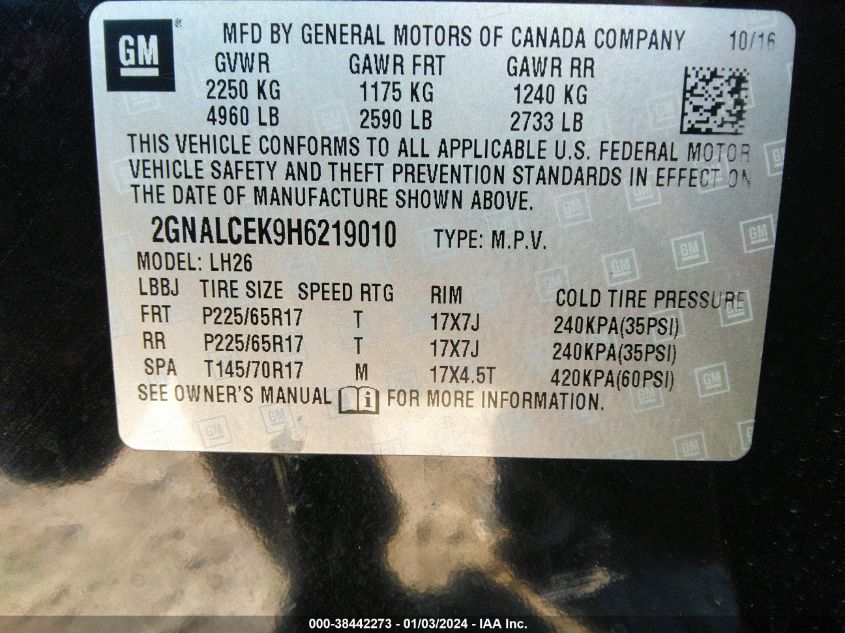 GM ® MFD BY GENERAL MOTORS OF CANADA COMPANY 10/16
GVWR GAWR FRT GAWR RR
2250 KG 1175 KG 1240 KG
4960 LB 2590 LB 2733 LB
THIS VEHICLE CONFORMS TO ALL APPLICABLE U.S. FEDERAL MOTOR
VEHICLE SAFETY AND THEFT PREVENTION STANDARDS IN EFFECT ON
THE DATE OF MANUFACTURE SHOWN ABOVE.
2GNALCEK9H6219010 TYPE: M.P.V.
MODEL: LH26
LBBJ TIRE SIZE SPEED RTG RIM COLD TIRE PRESSURE
FRT P225/65R17 T 17X7J 240KPA(35PSI)
RR P225/65R17 T 17X7J 240KPA(35PSI)
SPA T145/70R17 M 17X4.5T 420KPA(60PSI)
SEE OWNER'S MANUAL i FOR MORE INFORMATION.
000-38442273 - 01/03/2024 - IAA Inc.